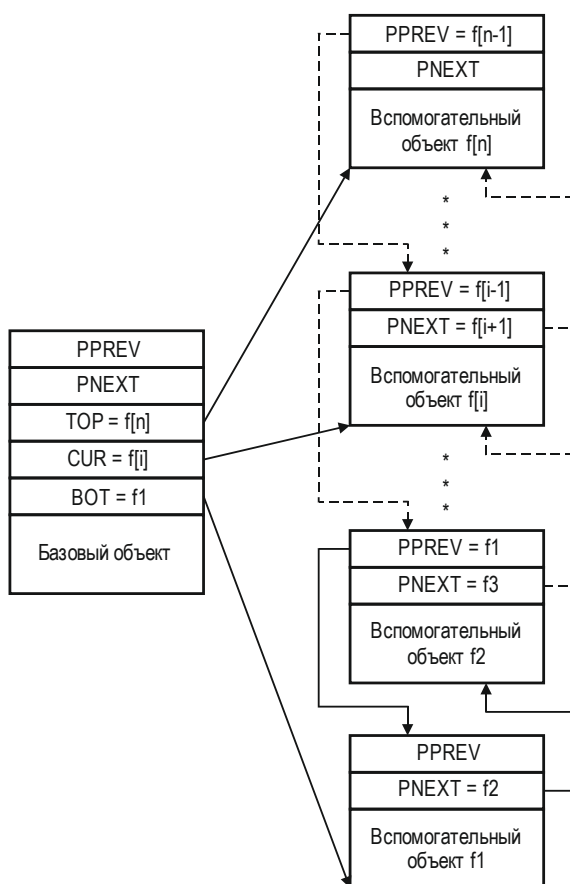 PPREV = f[n-1]
PNEXT
Вспомогательный
объект f[n]
*
*
*
PPREV = f[i-1]
PNEXT = f[i+1]
Вспомогательный
объект f[i]
*
*
*
PPREV
PNEXT
TOP = f[n]
CUR = f[i]
BOT = f1
Базовый объект
PPREV = f1
PNEXT = f3
Вспомогательный
объект f2
PPREV
PNEXT = f2
Вспомогательный
объект f1